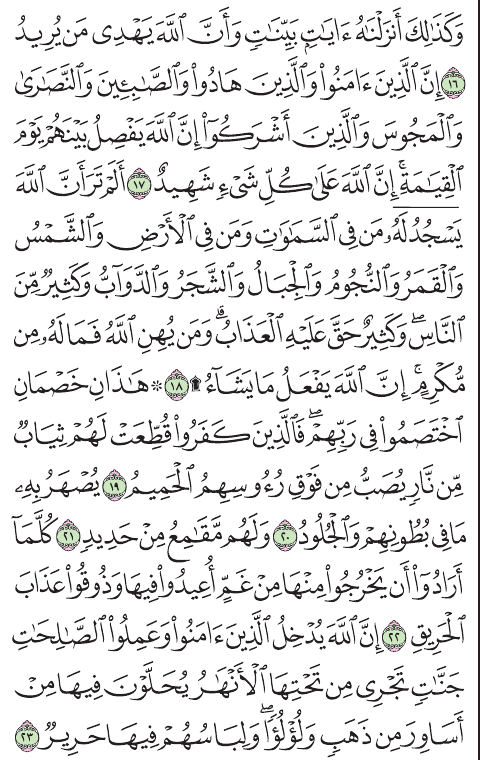 وَكَذَٰلِكَ أَنزَلْنَٰهُ ءَايَٰتِۭ بَيِّنَٰتٍ وَأَنَّ ٱللَّهَ يَهْدِى مَن يُرِيدُ
١٦ إِنَّ ٱلَّذِينَ ءَامَنُوا۟ وَٱلَّذِينَ هَادُوا۟ وَٱلصَّٰبِـِٔينَ وَٱلنَّصَٰرَىٰ
وَٱلْمَجُوسَ وَٱلَّذِينَ أَشْرَكُوٓا۟ إِنَّ ٱللَّهَ يَفْصِلُ بَيْنَهُمْ يَوْمَ
ٱلْقِيَٰمَةِ ۚ إِنَّ ٱللَّهَ عَلَىٰ كُلِّ شَىْءٍ شَهِيدٌ ١٧ أَلَمْ تَرَ أَنَّ ٱللَّهَ
يَسْجُدُ لَهُۥ مَن فِى ٱلسَّمَٰوَٰتِ وَمَن فِى ٱلْأَرْضِ وَٱلشَّمْسُ
وَٱلْقَمَرُ وَٱلنُّجُومُ وَٱلْجِبَالُ وَٱلشَّجَرُ وَٱلدَّوَآبُّ وَكَثِيرٌ مِّنَ
ٱلنَّاسِ ۖ وَكَثِيرٌ حَقَّ عَلَيْهِ ٱلْعَذَابُ ۗ وَمَن يُهِنِ ٱللَّهُ فَمَا لَهُۥ مِن
مُّكْرِمٍ ۚ إِنَّ ٱللَّهَ يَفْعَلُ مَا يَشَآءُ ۩ ١٨ ۞ هَٰذَانِ خَصْمَانِ
ٱخْتَصَمُوا۟ فِى رَبِّهِمْ ۖ فَٱلَّذِينَ كَفَرُوا۟ قُطِّعَتْ لَهُمْ ثِيَابٌ
مِّن نَّارٍ يُصَبُّ مِن فَوْقِ رُءُوسِهِمُ ٱلْحَمِيمُ ١٩ يُصْهَرُ بِهِۦ
مَا فِى بُطُونِهِمْ وَٱلْجُلُودُ ٢٠ وَلَهُم مَّقَٰمِعُ مِنْ حَدِيدٍ ٢١ كُلَّمَآ
أَرَادُوٓا۟ أَن يَخْرُجُوا۟ مِنْهَا مِنْ غَمٍّ أُعِيدُوا۟ فِيهَا وَذُوقُوا۟ عَذَابَ
ٱلْحَرِيقِ ٢٢ إِنَّ ٱللَّهَ يُدْخِلُ ٱلَّذِينَ ءَامَنُوا۟ وَعَمِلُوا۟ ٱلصَّٰلِحَٰتِ
جَنَّٰتٍ تَجْرِى مِن تَحْتِهَا ٱلْأَنْهَٰرُ يُحَلَّوْنَ فِيهَا مِنْ
أَسَاوِرَ مِن ذَهَبٍ وَلُؤْلُؤًا ۖ وَلِبَاسُهُمْ فِيهَا حَرِيرٌ ٢٣